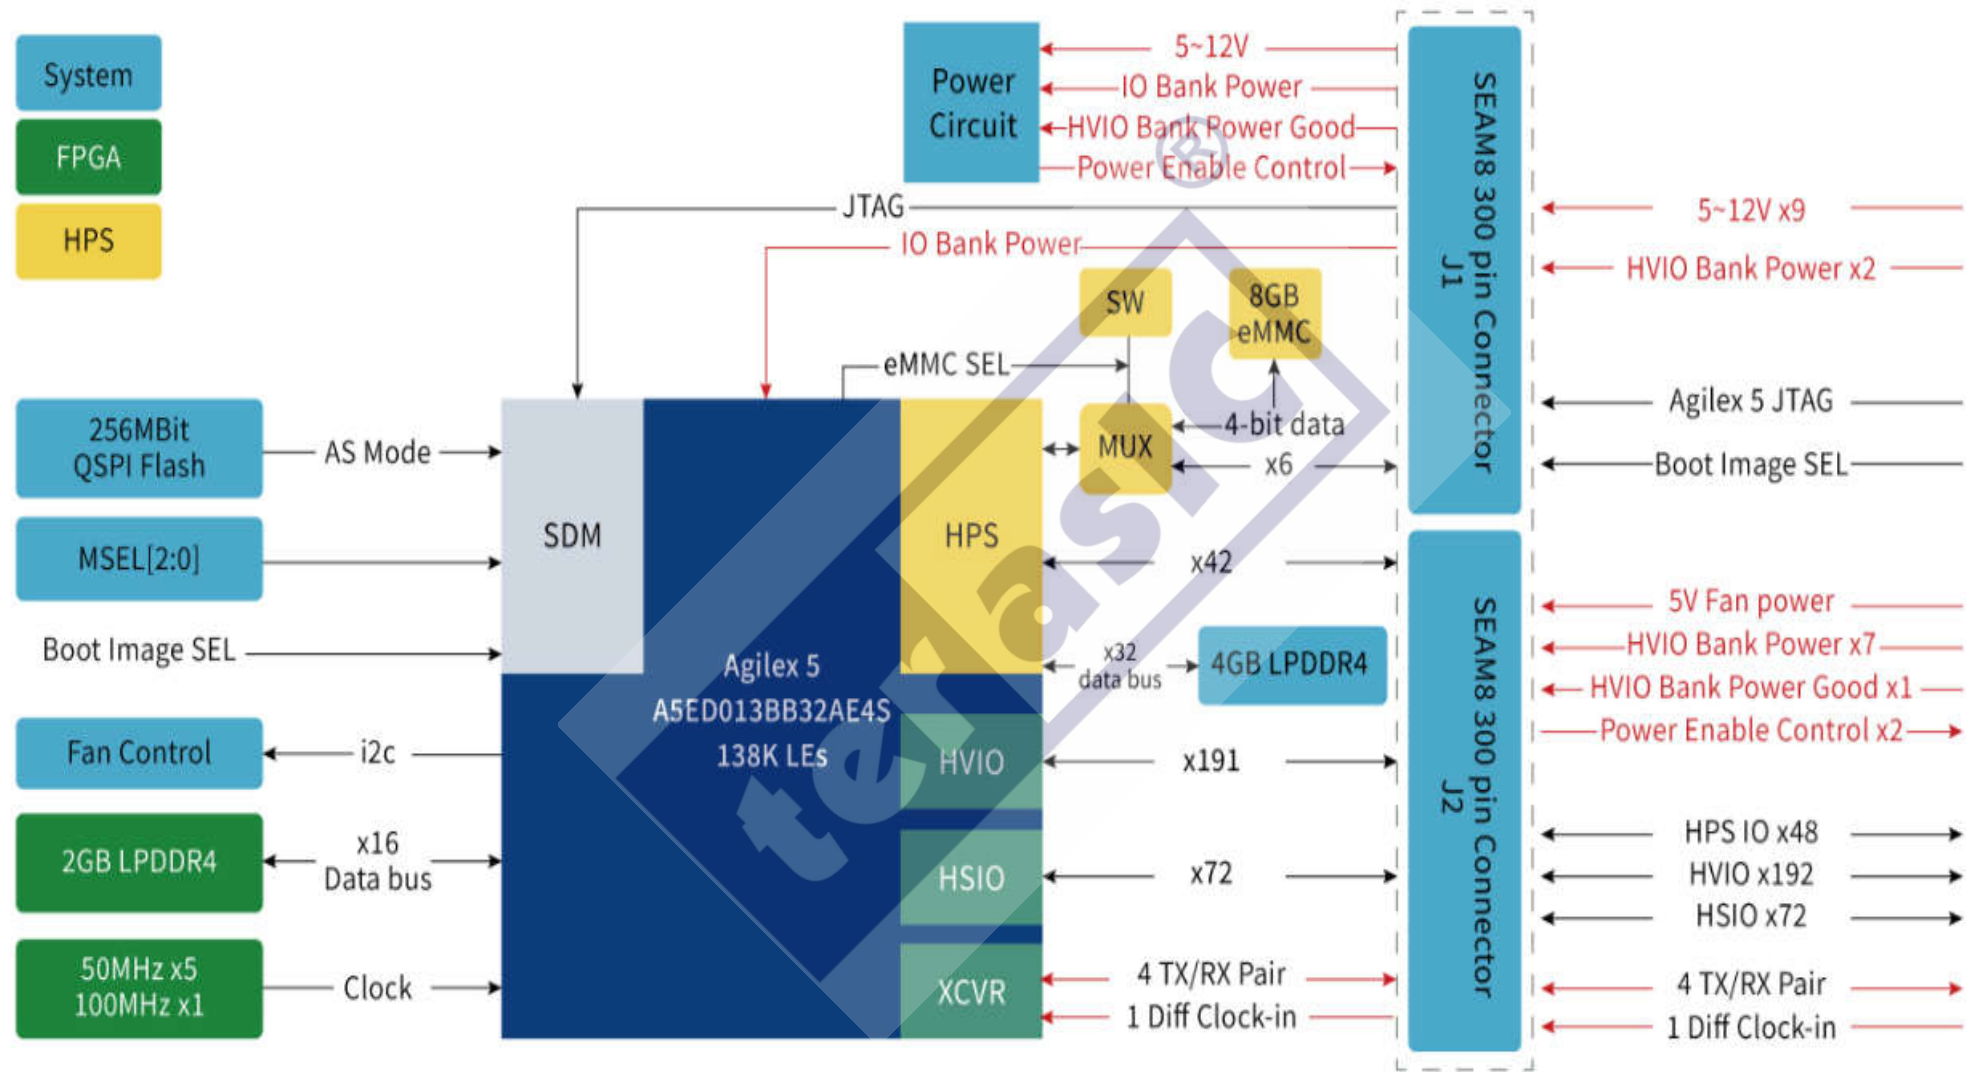 System
FPGA
HPS
Power
Circuit
5~12V
IO Bank Power
HVIO Bank Power Good
Power Enable Control
JTAG
IO Bank Power
SW
8GB
eMMC
eMMC SEL
MUX
4-bit data
x6
SEAM8 300 pin Connector
J1
5~12V x9
HVIO Bank Power x2
Agilex 5 JTAG
Boot Image SEL
256MBit
QSPI Flash
AS Mode
MSEL[2:0]
Boot Image SEL
SDM
HPS
x42
x32
data bus
4GB LPDDR4
Agilex 5
A5ED013BB32AE4S
138K LEs
Fan Control
i2c
HVIO
x191
2GB LPDDR4
x16
Data bus
HSIO
x72
50MHz x5
100MHz x1
Clock
XCVR
4 TX/RX Pair
1 Diff Clock-in
SEAM8 300 pin Connector
J2
5V Fan power
HVIO Bank Power x7
HVIO Bank Power Good x1
Power Enable Control x2
HPS IO x48
HVIO x192
HSIO x72
4 TX/RX Pair
1 Diff Clock-in
terasic
®